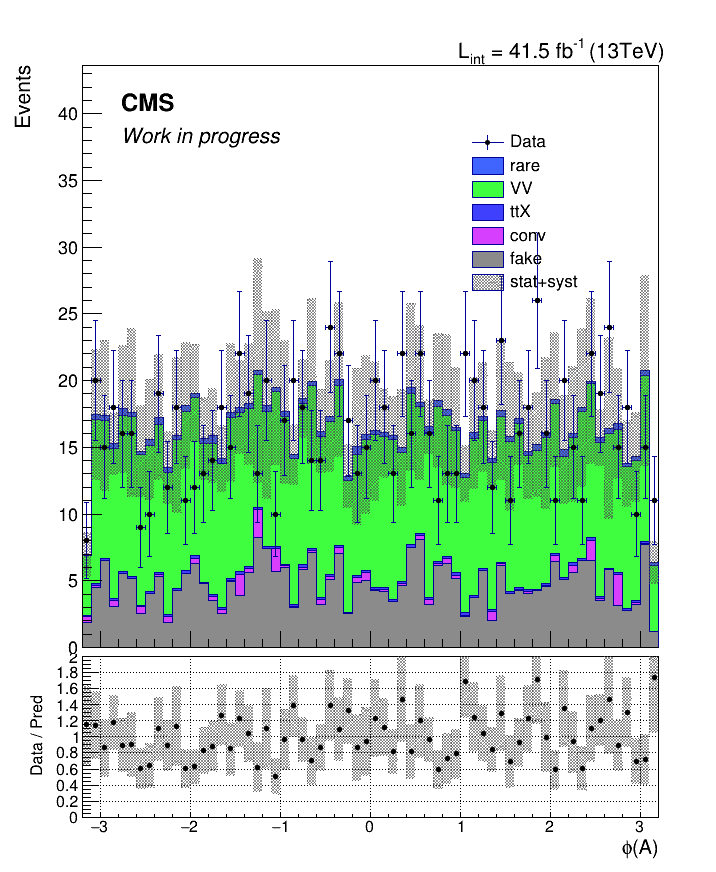 L_int = 41.5 fb^-1 (13TeV)
Events
CMS
Work in progress
Data
rare
VV
ttX
conv
fake
stat+syst
40
35
30
25
20
15
10
5
0
Data / Pred
2
1.8
1.6
1.4
1.2
1
0.8
0.6
0.4
0.2
0
−3 −2 −1 0 1 2 3
ϕ(A)